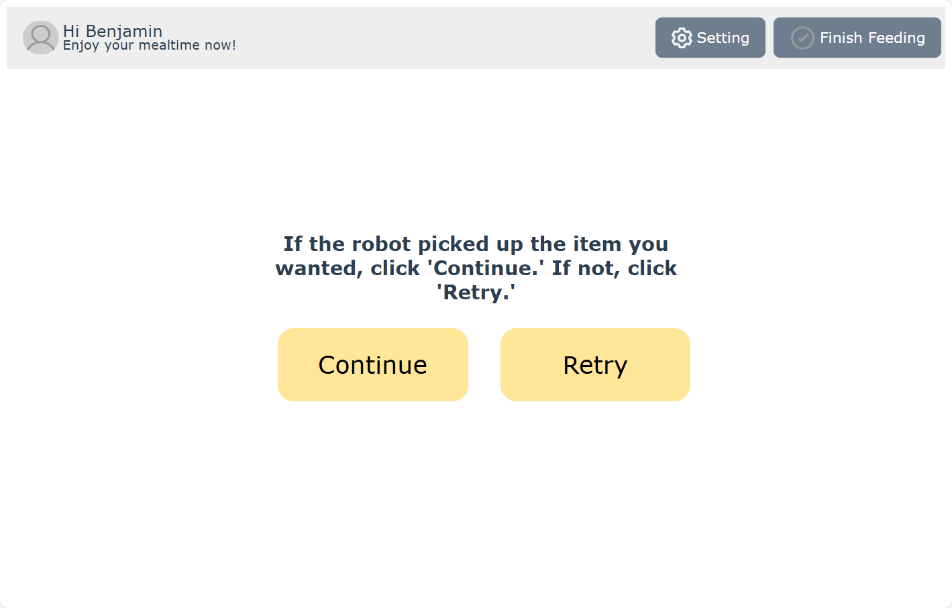 Hi Benjamin
Enjoy your mealtime now!
Setting
Finish Feeding
If the robot picked up the item you
wanted, click 'Continue.' If not, click
'Retry.'
Continue
Retry